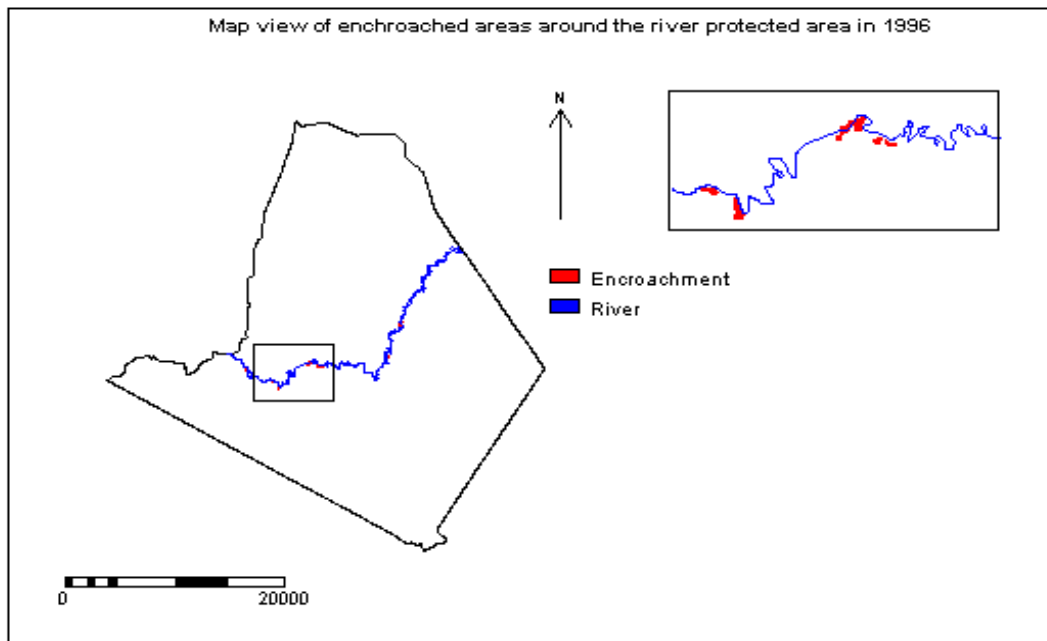 Map view of enchroached areas around the river protected area in 1996
N
Encroachment
River
0 20000